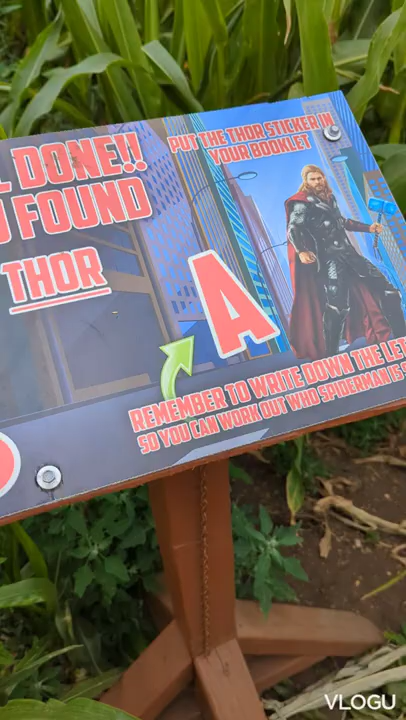 L DONE!!
FOUND
THOR
PUT THE THOR STICKER IN
YOUR BOOKLET
A
REMEMBER TO WRITE DOWN THE LET
SO YOU CAN WORK OUT WHO SPIDERMAN IS
VLOGU